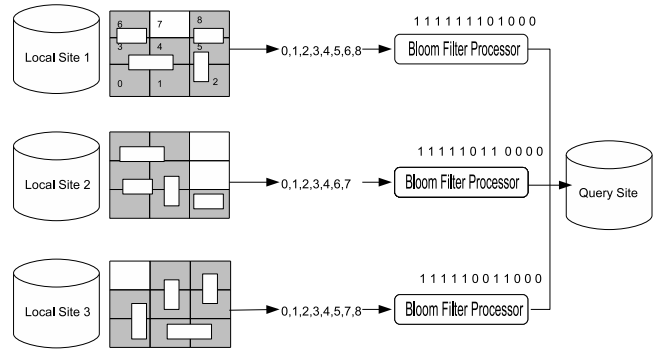 1 1 1 1 1 1 1 1 0 1 0 0 0
6 7 8
3 4 5
0 1 2
Local Site 1
0,1,2,3,4,5,6,8
Bloom Filter Processor
1 1 1 1 1 0 1 1 0 0 0 0
Local Site 2
0,1,2,3,4,6,7
Bloom Filter Processor
Query Site
1 1 1 1 1 0 0 1 1 0 0 0
Local Site 3
0,1,2,3,4,5,7,8
Bloom Filter Processor